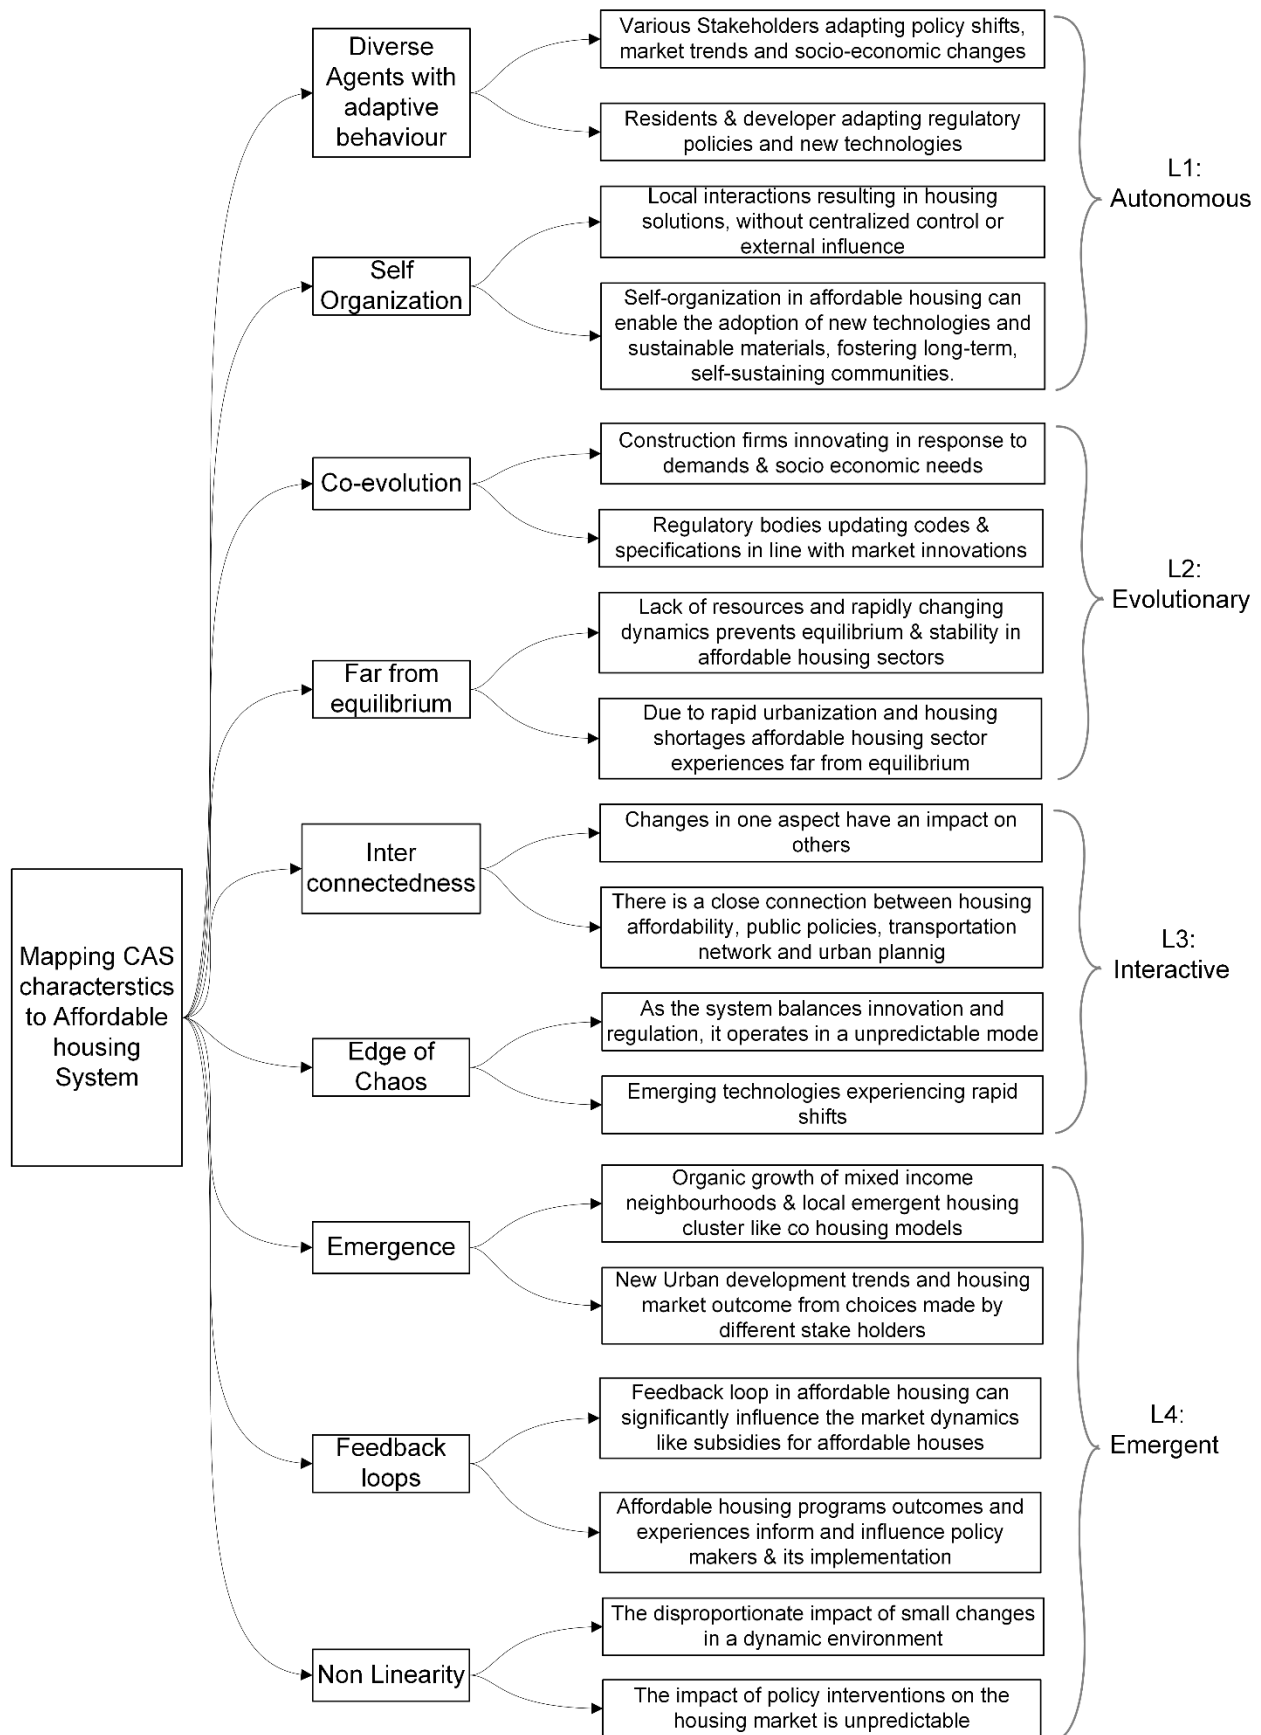 Mapping CAS
characterstics
to Affordable
housing
System
Diverse
Agents with
adaptive
behaviour
Various Stakeholders adapting policy shifts,
market trends and socio-economic changes
Residents & developer adapting regulatory
policies and new technologies
Self
Organization
Local interactions resulting in housing
solutions, without centralized control or
external influence
Self-organization in affordable housing can
enable the adoption of new technologies and
sustainable materials, fostering long-term,
self-sustaining communities.
L1:
Autonomous
Co-evolution
Construction firms innovating in response to
demands & socio economic needs
Regulatory bodies updating codes &
specifications in line with market innovations
Far from
equilibrium
Lack of resources and rapidly changing
dynamics prevents equilibrium & stability in
affordable housing sectors
Due to rapid urbanization and housing
shortages affordable housing sector
experiences far from equilibrium
L2:
Evolutionary
Inter
connectedness
Changes in one aspect have an impact on
others
There is a close connection between housing
affordability, public policies, transportation
network and urban plannig
Edge of
Chaos
As the system balances innovation and
regulation, it operates in a unpredictable mode
Emerging technologies experiencing rapid
shifts
L3:
Interactive
Emergence
Organic growth of mixed income
neighbourhoods & local emergent housing
cluster like co housing models
New Urban development trends and housing
market outcome from choices made by
different stake holders
Feedback
loops
Feedback loop in affordable housing can
significantly influence the market dynamics
like subsidies for affordable houses
Affordable housing programs outcomes and
experiences inform and influence policy
makers & its implementation
Non Linearity
The disproportionate impact of small changes
in a dynamic environment
The impact of policy interventions on the
housing market is unpredictable
L4:
Emergent